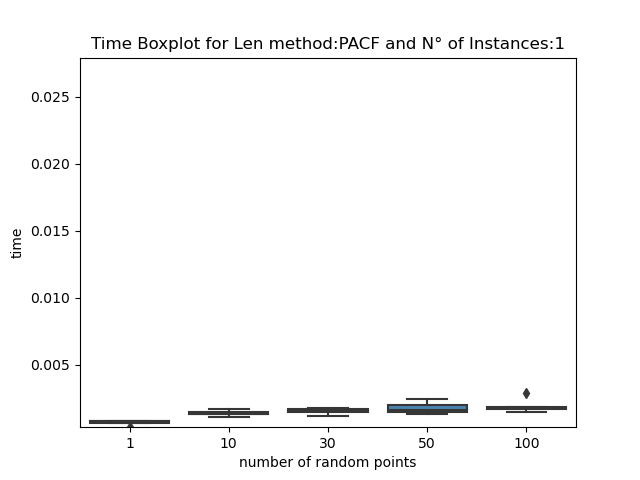 Time Boxplot for Len method:PACF and N° of Instances:1
0.025
0.020
0.015
0.010
0.005
time
1 10 30 50 100
number of random points